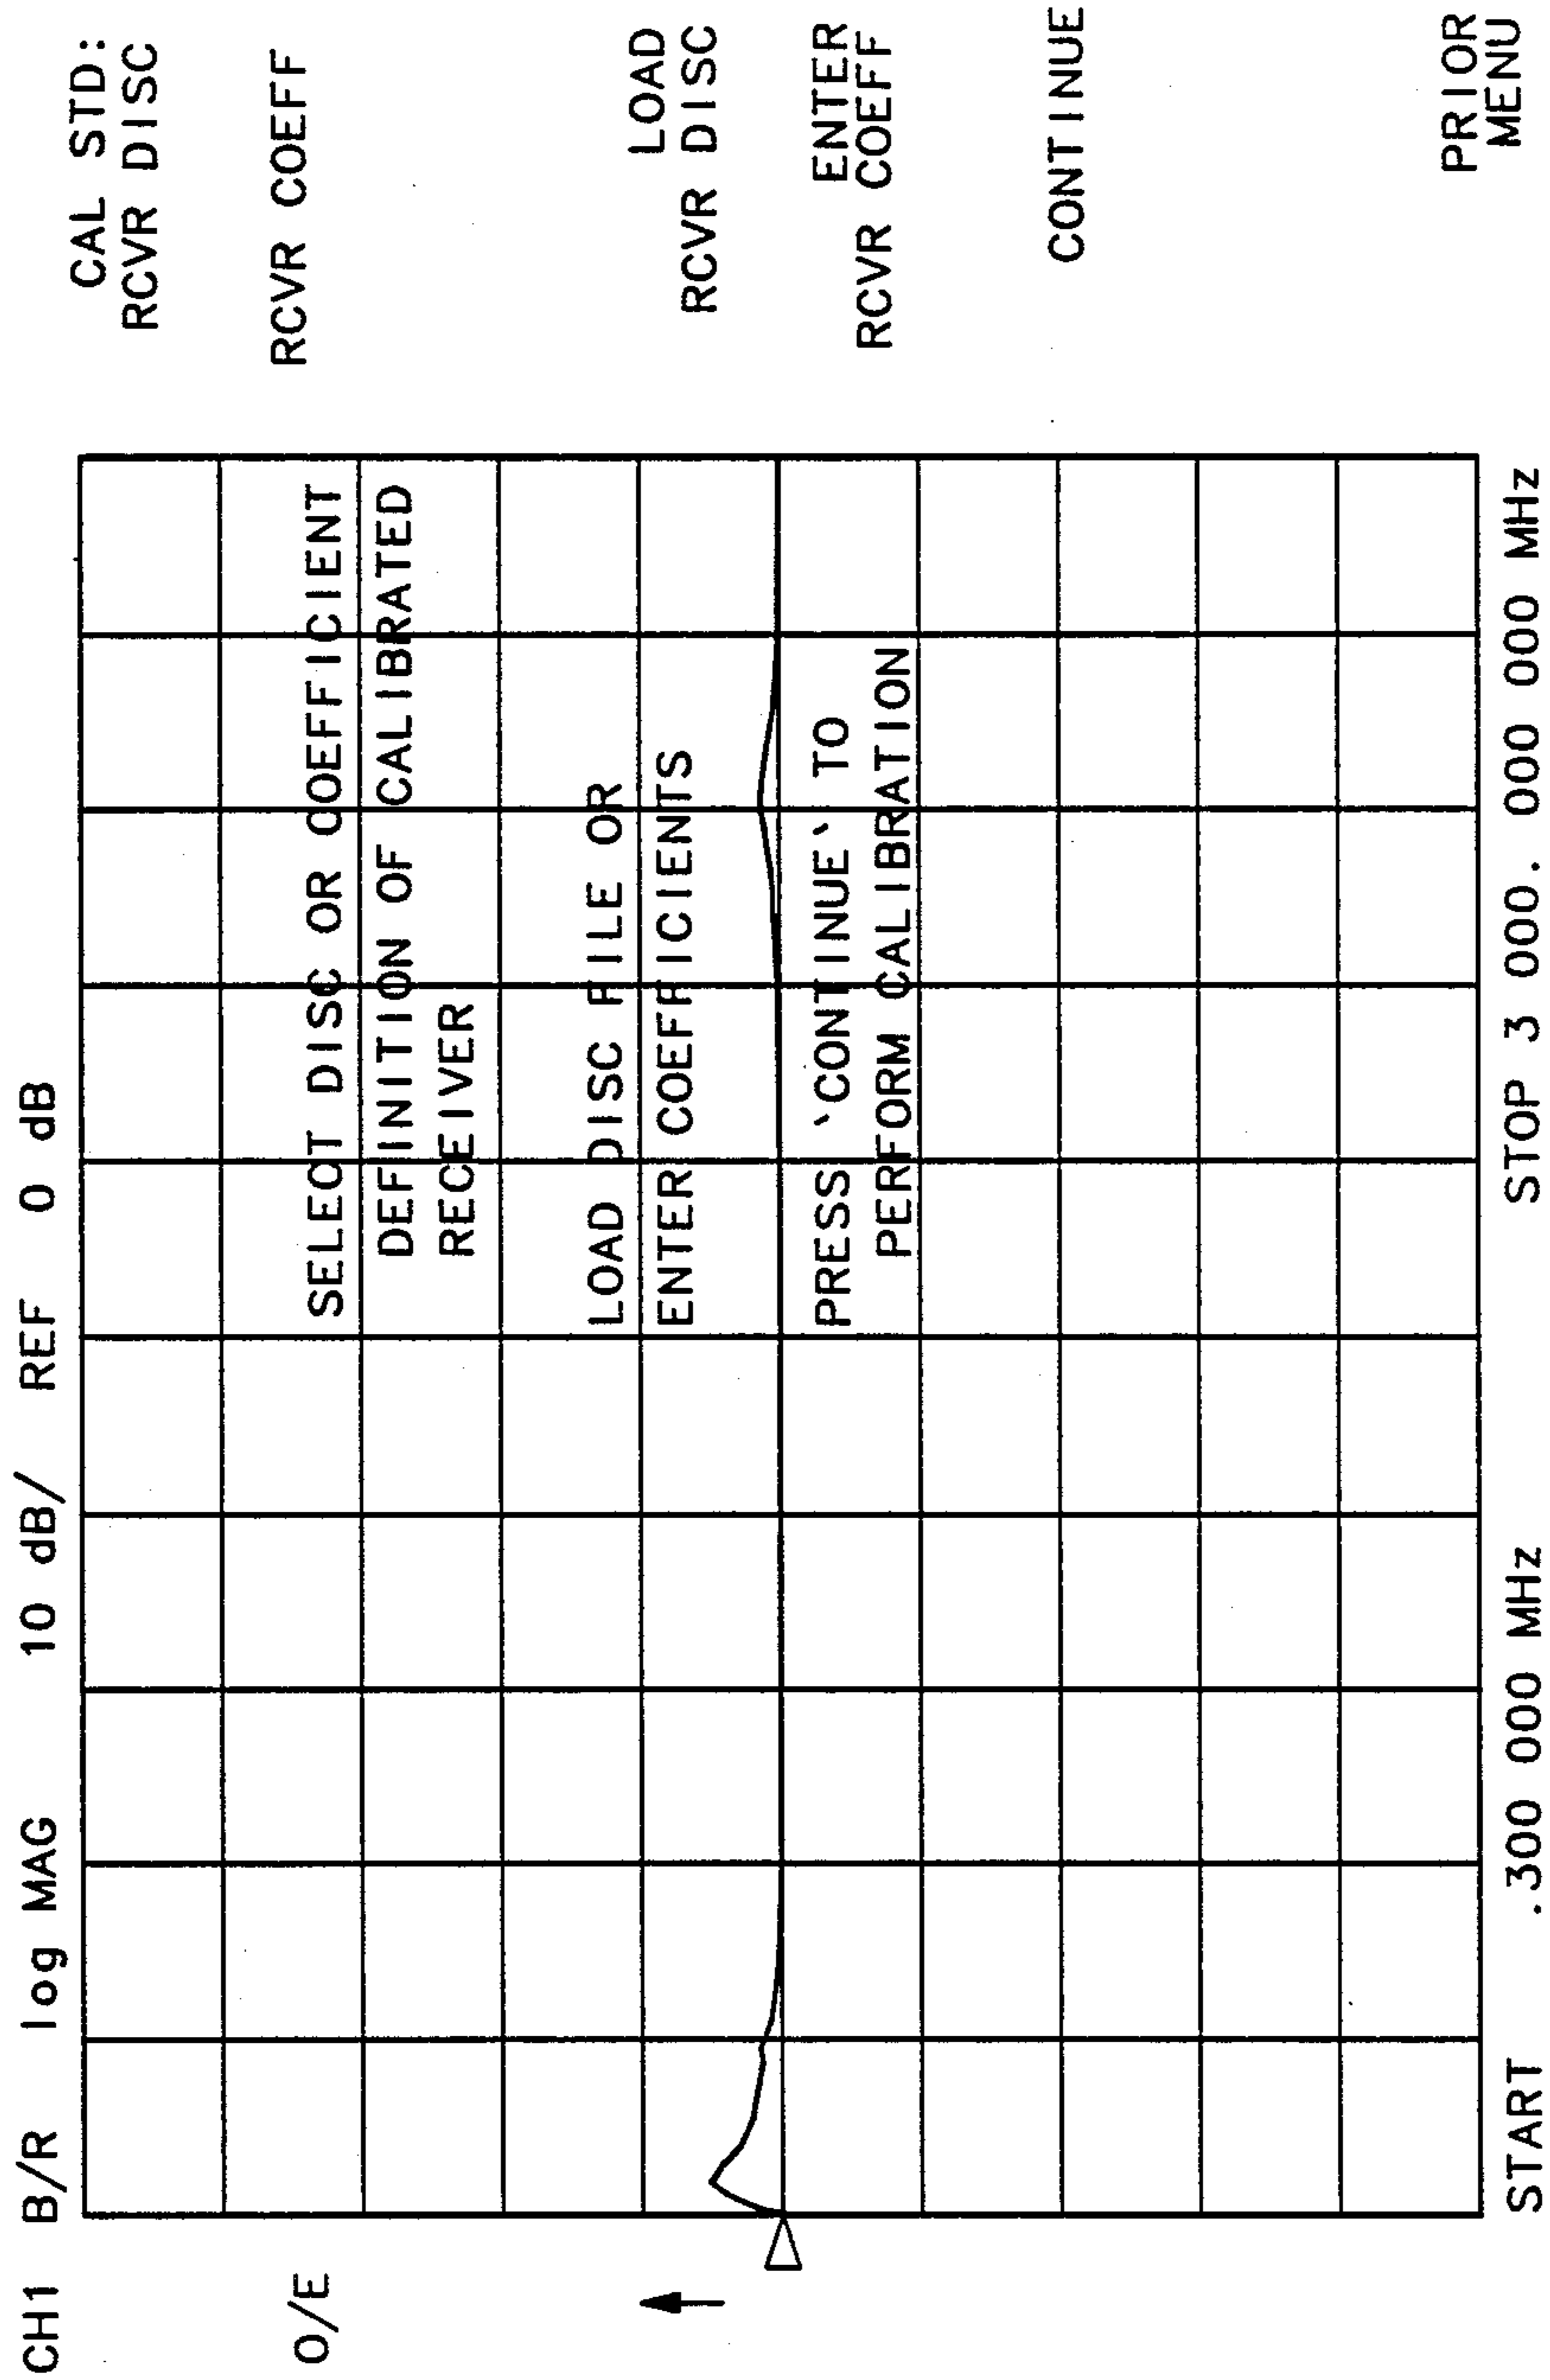 CH1 B/R log MAG 10 dB/ REF 0 dB
O/E
SELECT DISC OR COEFFICIENT
DEFINITION OF CALIBRATED
RECEIVER
LOAD DISC FILE OR
ENTER COEFFICIENTS
PRESS `CONTINUE` TO
PERFORM CALIBRATION
START .300 000 MHz STOP 3 000. 000 000 MHz
CAL STD:
RCVR DISC
RCVR COEFF
LOAD
RCVR DISC
ENTER
RCVR COEFF
CONTINUE
PRIOR
MENU